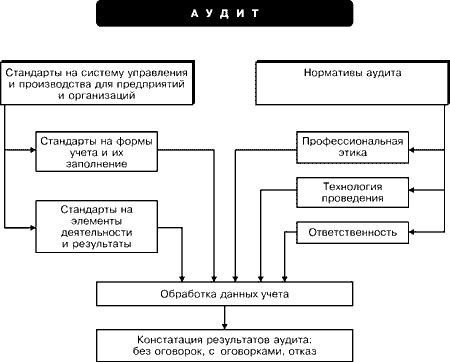 АУДИТ
Стандарты на систему управления
и производства для предприятий
и организаций
Нормативы аудита
Стандарты на формы
учета и их
заполнение
Профессиональная
этика
Технология
проведения
Стандарты на
элементы
деятельности
и результаты
Ответственность
Обработка данных учета
Констатация результатов аудита:
без оговорок, с оговорками, отказ